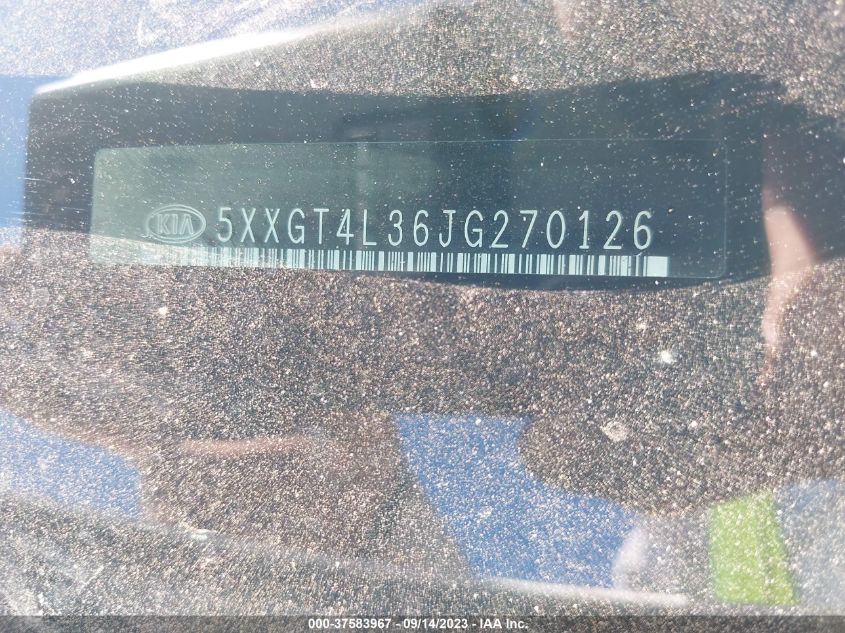 KIA 5XXGT4L36JG270126
000-37583967 - 09/14/2023 - IAA Inc.